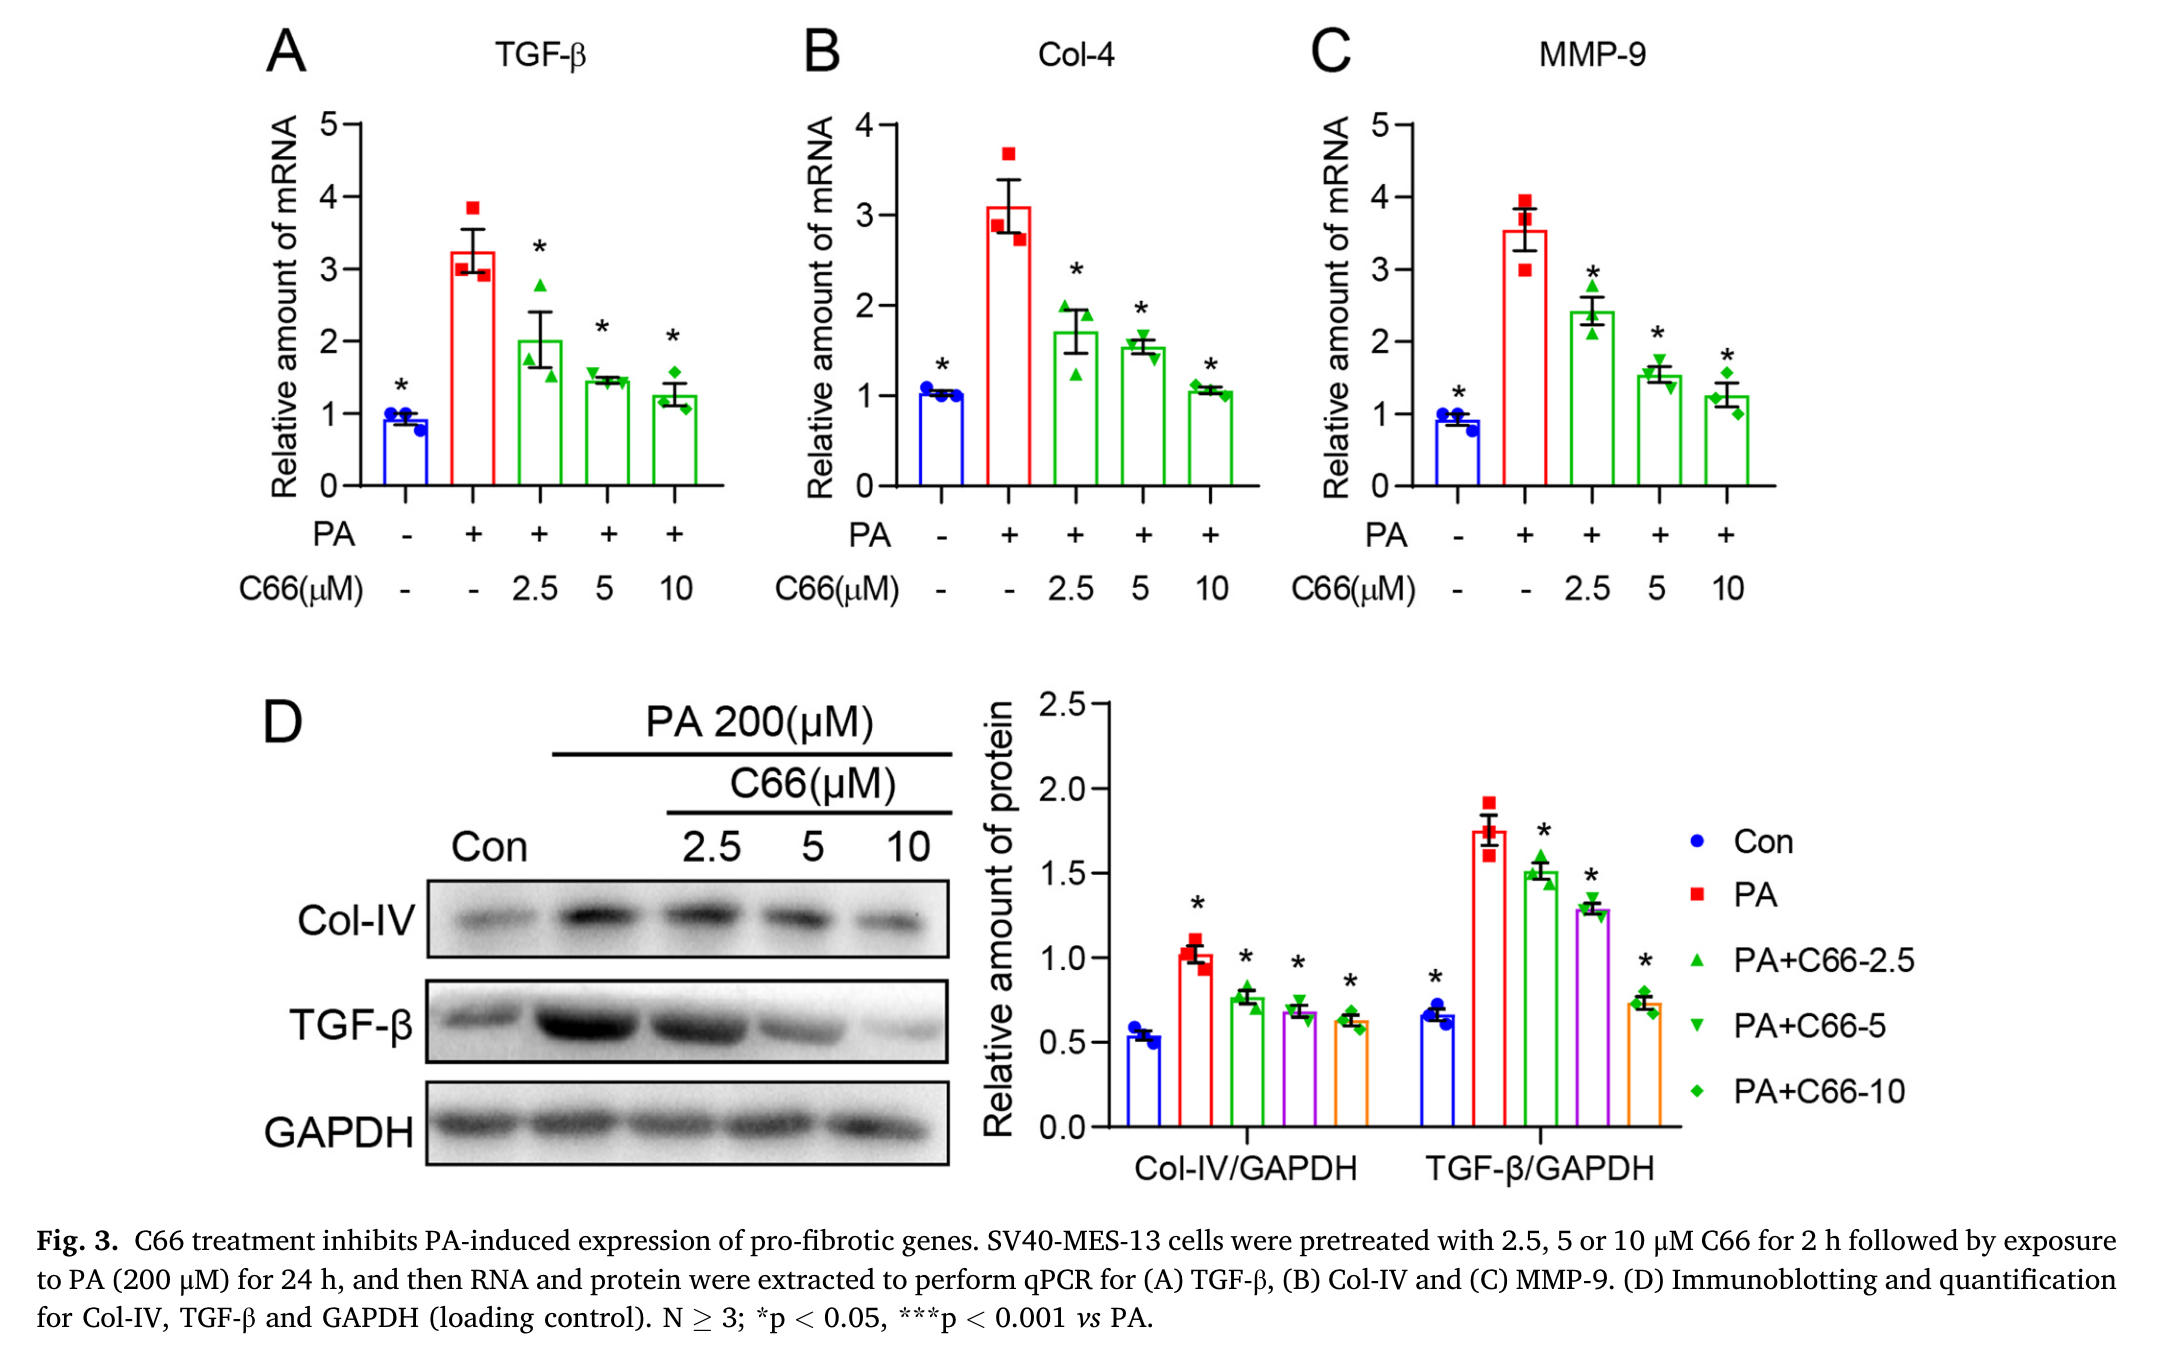 A
TGF-β
Relative amount of mRNA
5
4
3
2
1
0
*
*
*
*
PA - + + + +
C66(μM) - - 2.5 5 10
B
Col-4
Relative amount of mRNA
4
3
2
1
0
*
*
*
*
PA - + + + +
C66(μM) - - 2.5 5 10
C
MMP-9
Relative amount of mRNA
5
4
3
2
1
0
*
*
*
*
PA - + + + +
C66(μM) - - 2.5 5 10
D
PA 200(μM)
C66(μM)
Con 2.5 5 10
Col-IV
TGF-β
GAPDH
Relative amount of protein
2.5
2.0
1.5
1.0
0.5
0.0
* * * *
* * * *
Col-IV/GAPDH TGF-β/GAPDH
Con
PA
PA+C66-2.5
PA+C66-5
PA+C66-10
Fig. 3. C66 treatment inhibits PA-induced expression of pro-fibrotic genes. SV40-MES-13 cells were pretreated with 2.5, 5 or 10 μM C66 for 2 h followed by exposure
to PA (200 μM) for 24 h, and then RNA and protein were extracted to perform qPCR for (A) TGF-β, (B) Col-IV and (C) MMP-9. (D) Immunoblotting and quantification
for Col-IV, TGF-β and GAPDH (loading control). N ≥ 3; *p < 0.05, ***p < 0.001 vs PA.